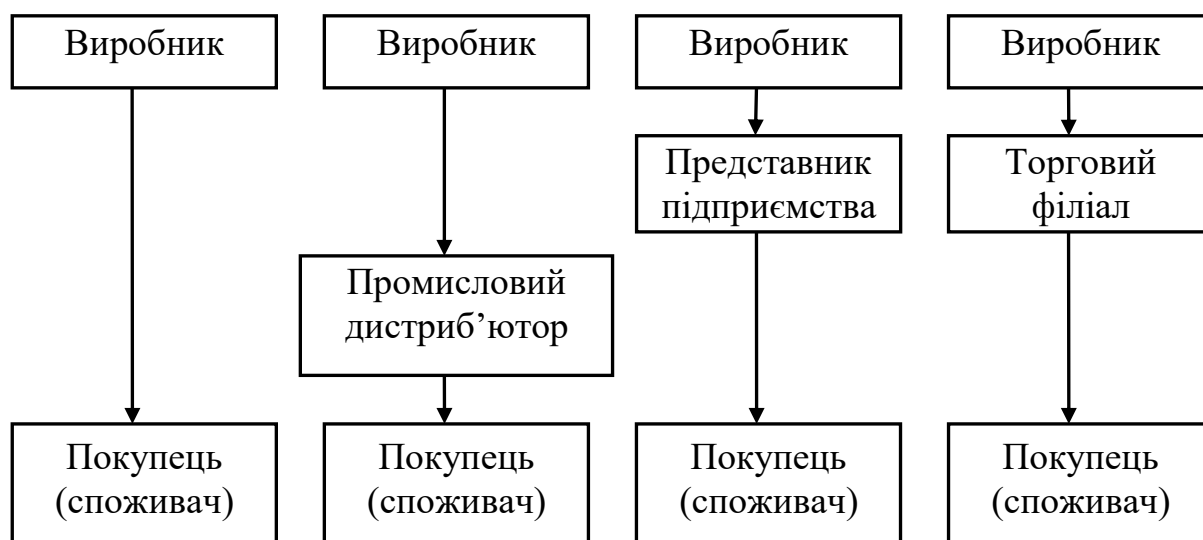 Виробник
Виробник
Виробник
Виробник
Представник
підприємства
Торговий
філіал
Промисловий
дистриб’ютор
Покупець
(споживач)
Покупець
(споживач)
Покупець
(споживач)
Покупець
(споживач)